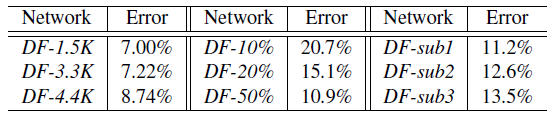 Network Error Network Error Network Error
DF-1.5K 7.00% DF-10% 20.7% DF-sub1 11.2%
DF-3.3K 7.22% DF-20% 15.1% DF-sub2 12.6%
DF-4.4K 8.74% DF-50% 10.9% DF-sub3 13.5%